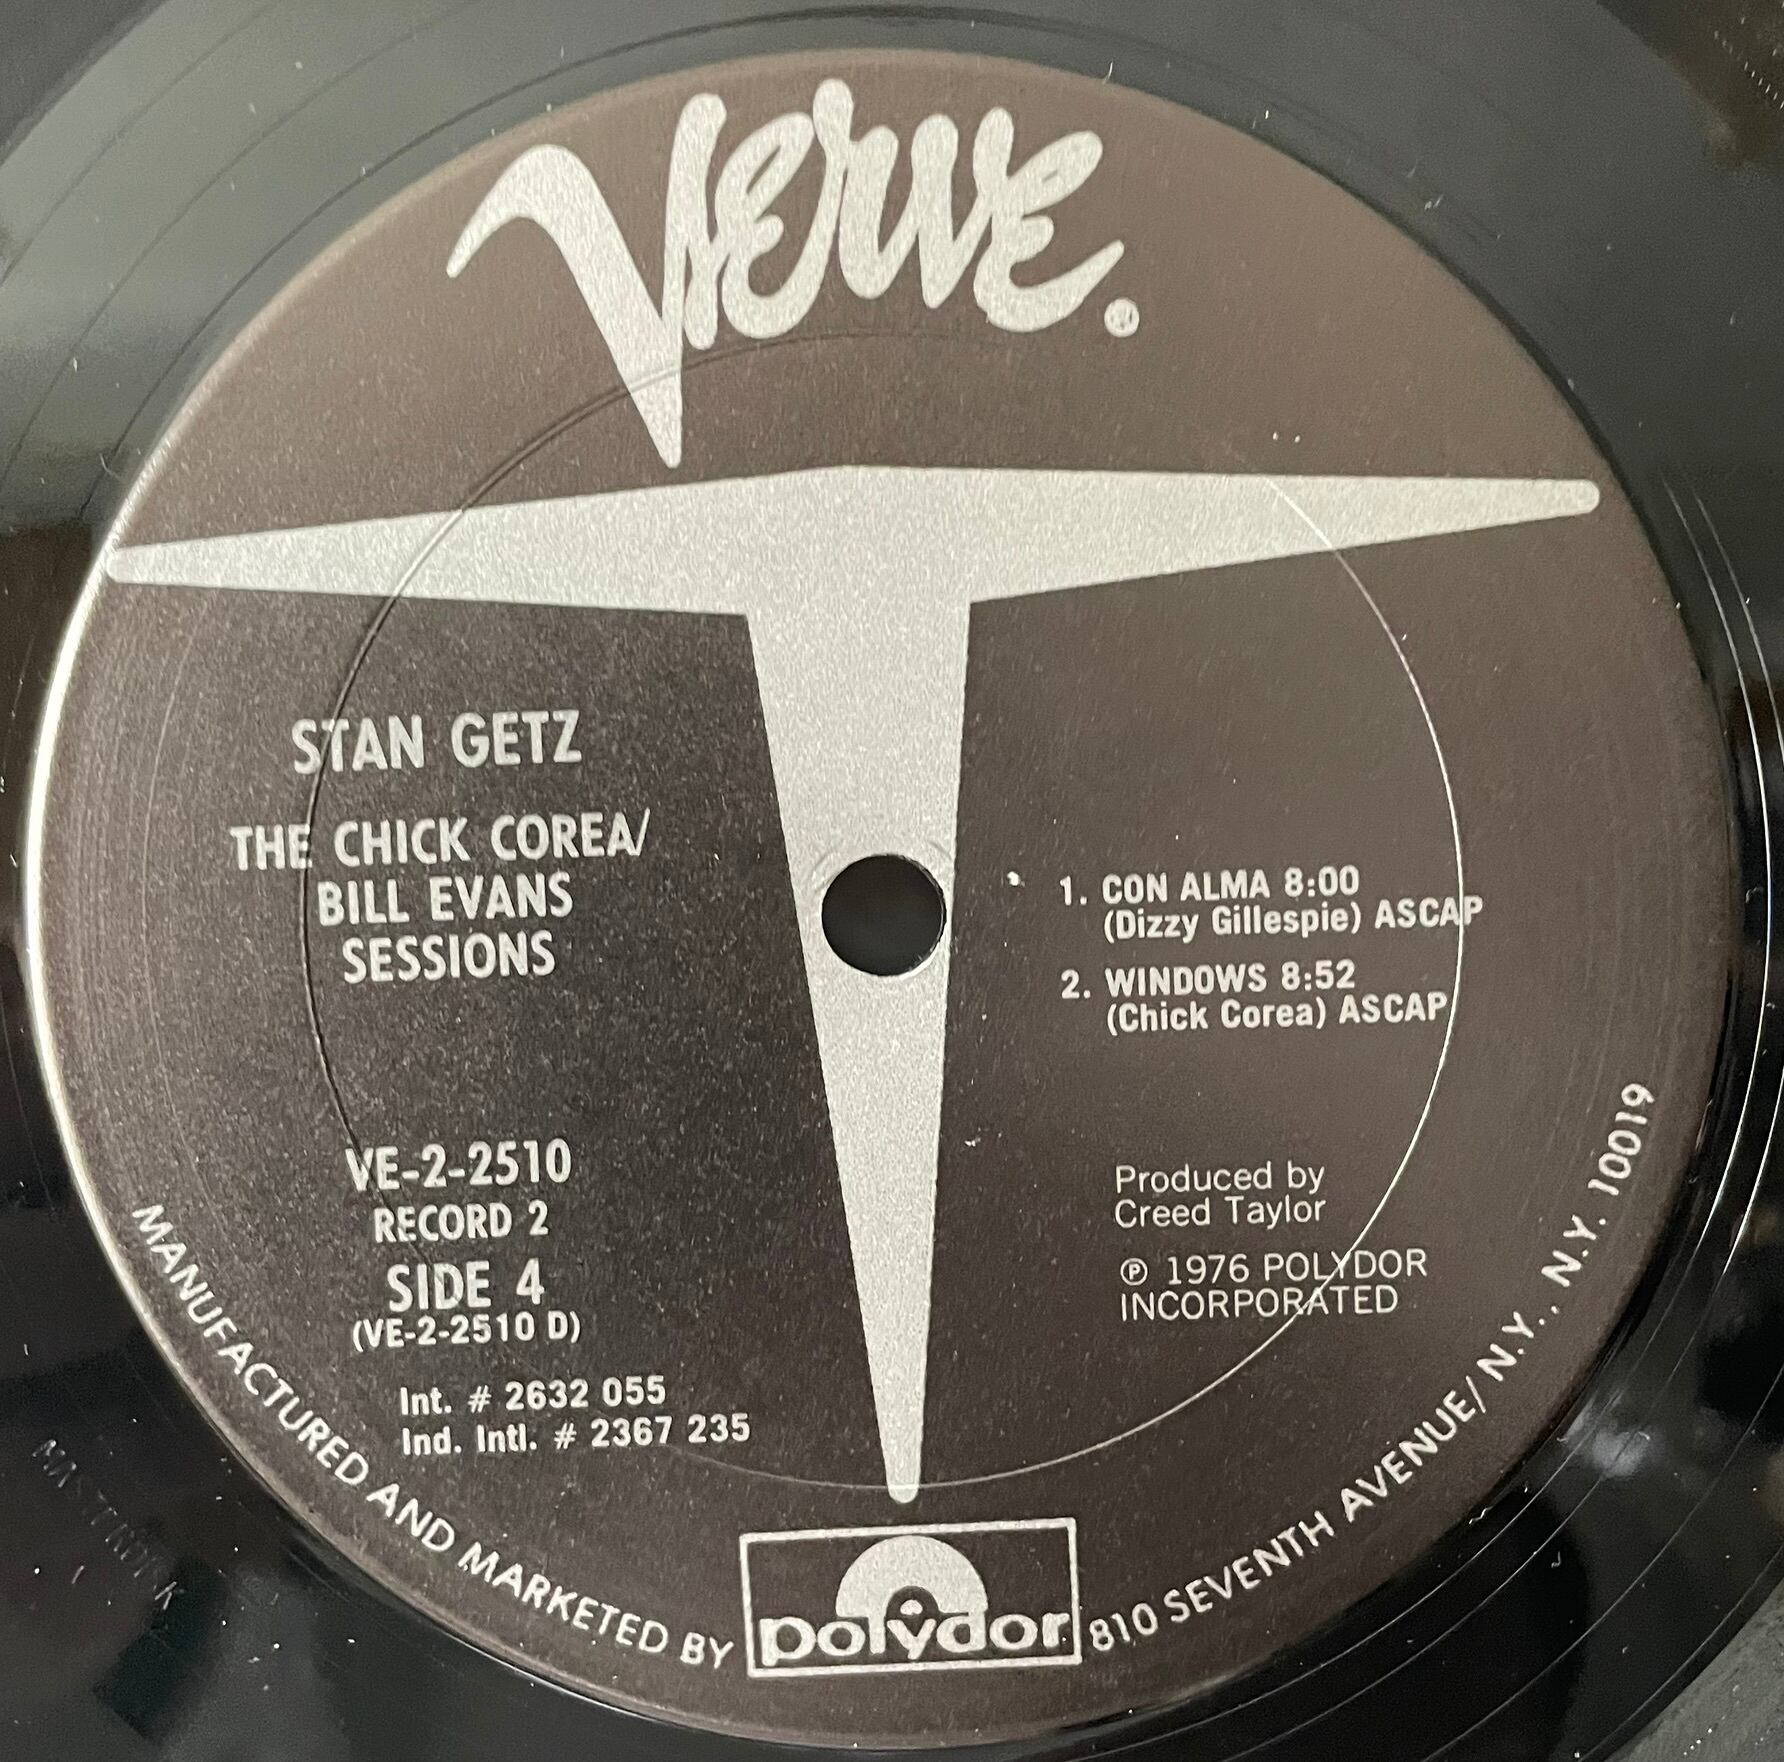 Verve.®
STAN GETZ
THE CHICK COREA/
BILL EVANS
SESSIONS
1. CON ALMA 8:00
(Dizzy Gillespie) ASCAP
2. WINDOWS 8:52
(Chick Corea) ASCAP
VE-2-2510
RECORD 2
SIDE 4
(VE-2-2510 D)
Int. # 2632 055
Ind. Intl. # 2367 235
Produced by
Creed Taylor
℗ 1976 POLYDOR
INCORPORATED
MANUFACTURED AND MARKETED BY polydor 810 SEVENTH AVENUE/ N.Y., N.Y. 10019